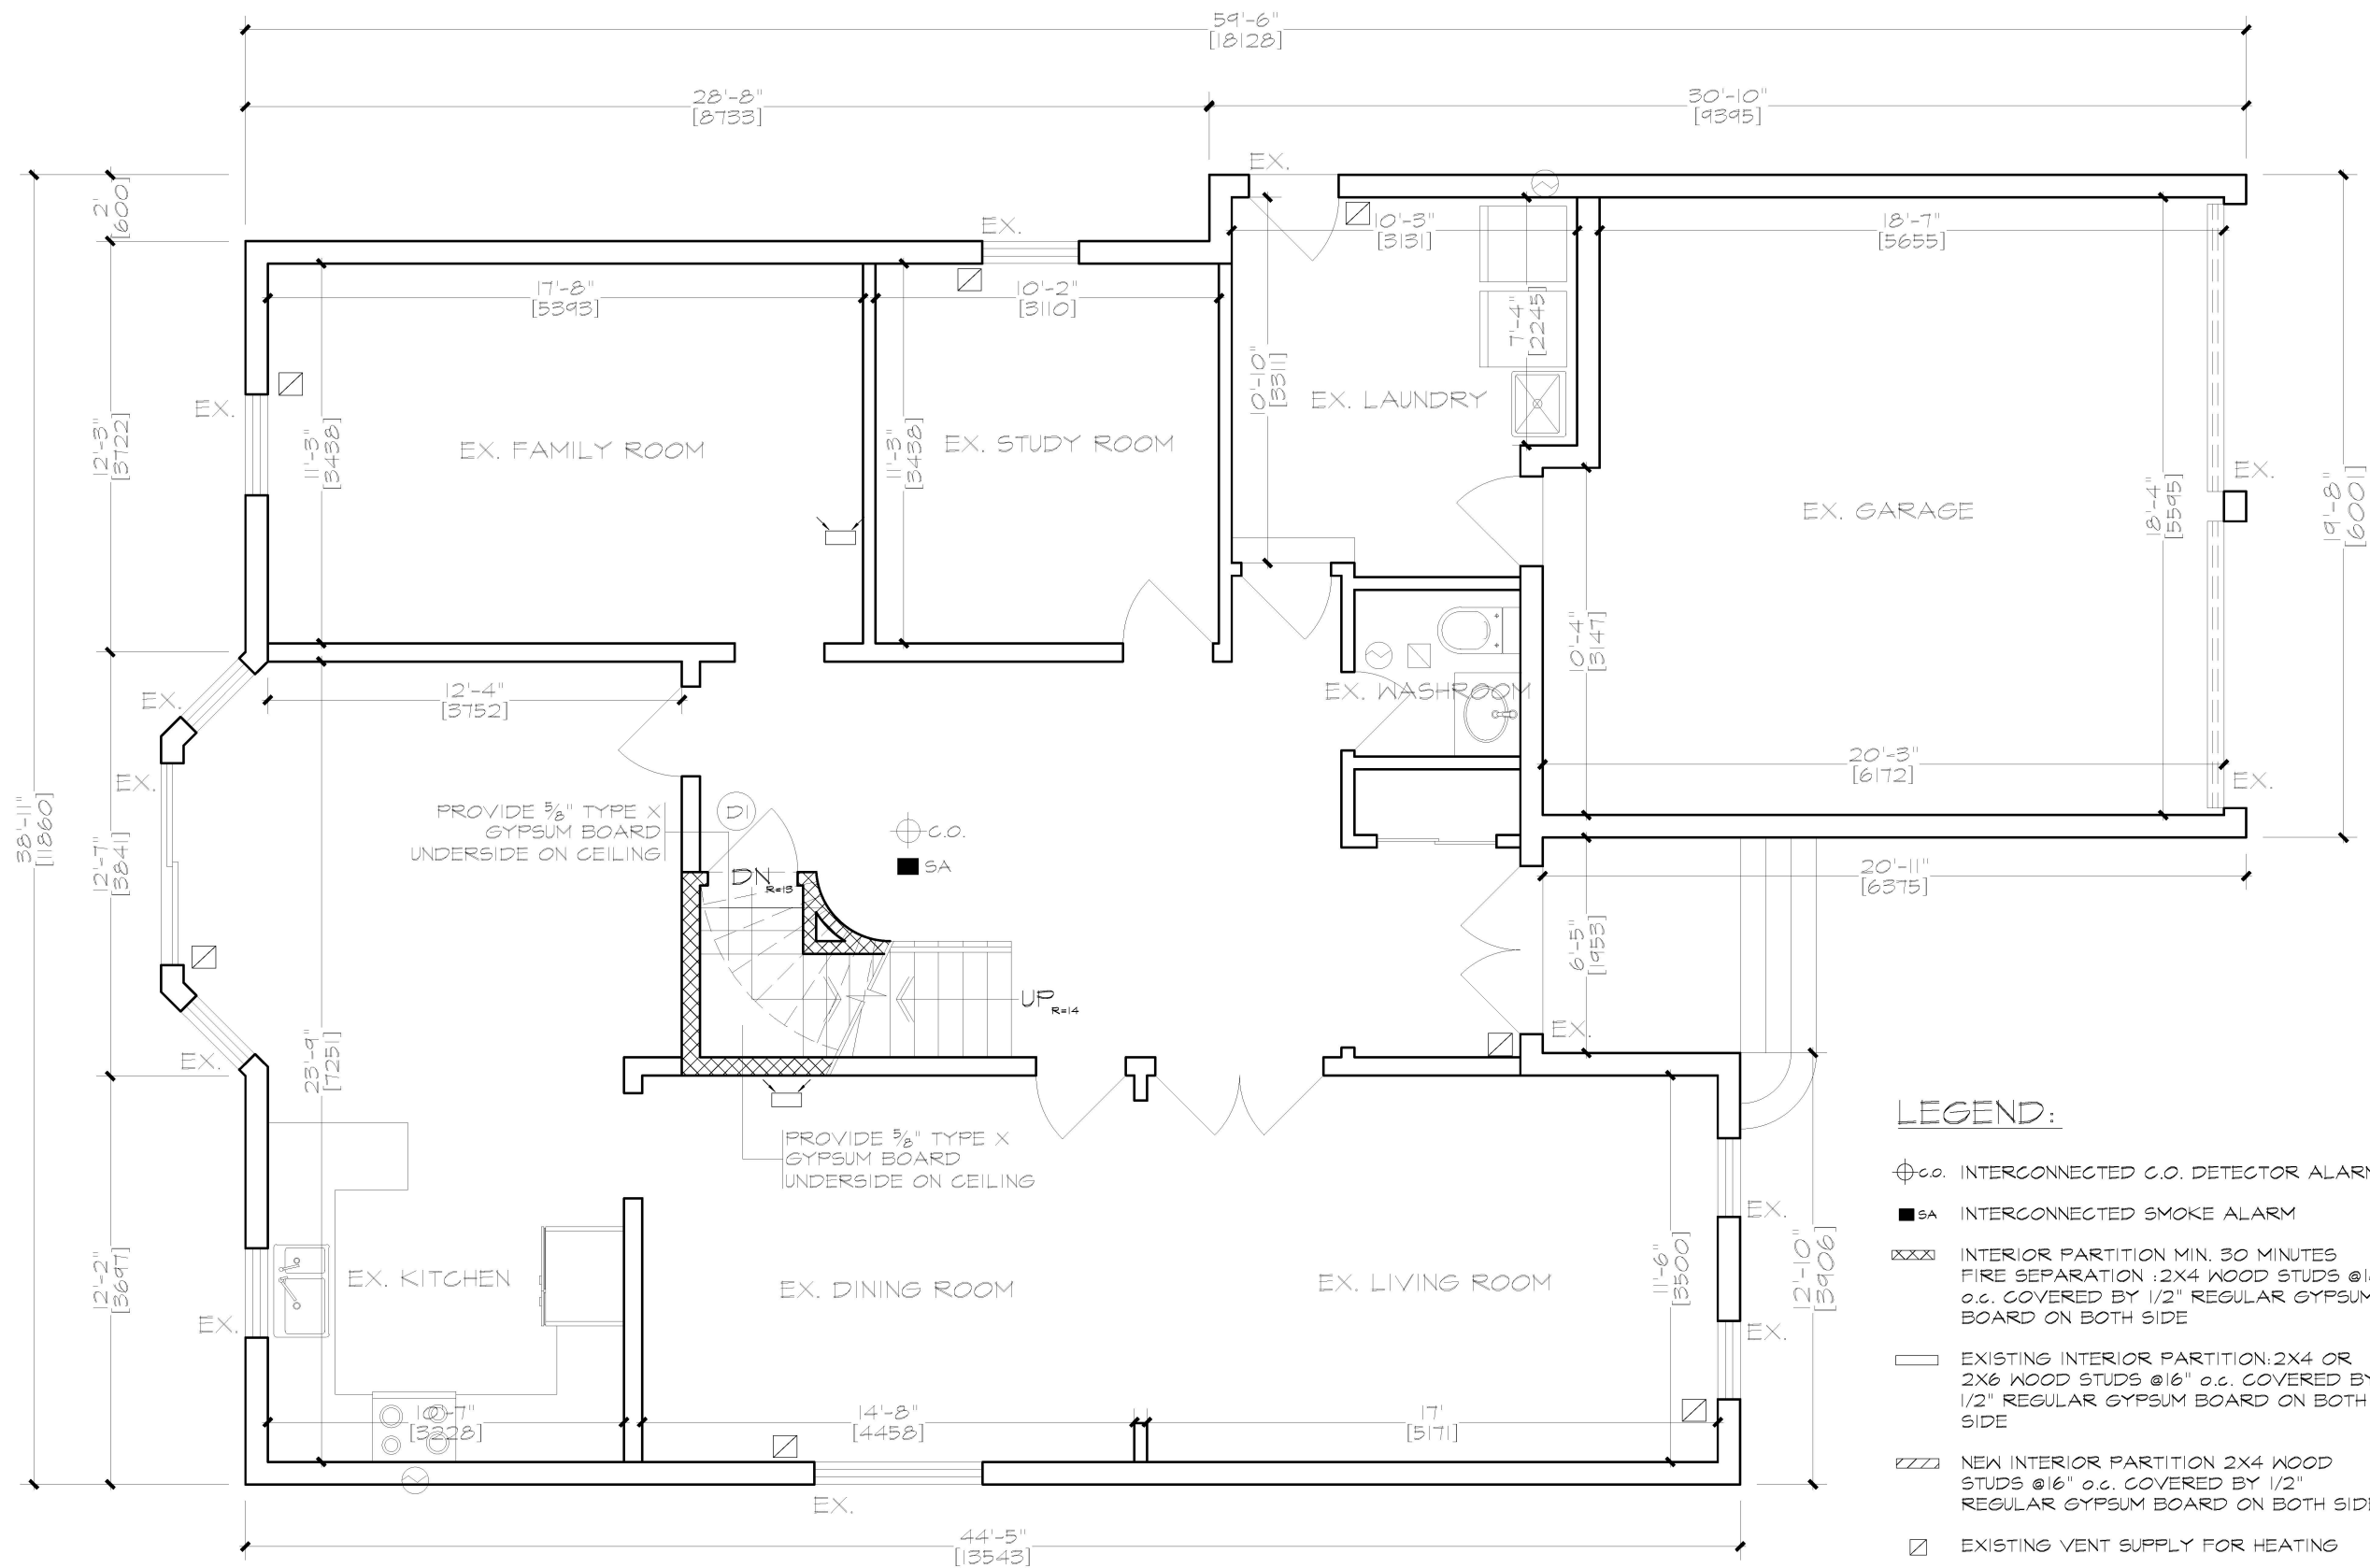 59'-6"
[18128]
28'-8"
[8733]
30'-10"
[9395]
EX.
2'
[600]
EX.
10'-3"
[3131]
18'-7"
[5655]
17'-8"
[5393]
10'-2"
[3110]
7'-4"
[2245]
10'-10"
[3311]
EX. LAUNDRY
EX.
12'-3"
[3722]
11'-3"
[3438]
EX. FAMILY ROOM
11'-3"
[3438]
EX. STUDY ROOM
EX. GARAGE
18'-4"
[5595]
EX.
19'-8"
[6001]
10'-4"
[3147]
EX. WASHROOM
EX.
12'-4"
[3752]
20'-3"
[6172]
EX.
EX.
38'-11"
[11860]
12'-7"
[3841]
PROVIDE 5/8" TYPE X
GYPSUM BOARD
UNDERSIDE ON CEILING
D1
C.O.
SA
DN
R=13
20'-11"
[6375]
6'-5"
[1953]
UP
R=14
EX.
EX.
23'-9"
[7251]
PROVIDE 5/8" TYPE X
GYPSUM BOARD
UNDERSIDE ON CEILING
EX.
EX. KITCHEN
EX. DINING ROOM
EX. LIVING ROOM
11'-6"
[3500]
12'-10"
[3906]
12'-2"
[3697]
EX.
EX.
10'-7"
[3228]
14'-8"
[4458]
17'
[5171]
EX.
44'-5"
[13543]
LEGEND:
C.O. INTERCONNECTED C.O. DETECTOR ALARM
SA INTERCONNECTED SMOKE ALARM
INTERIOR PARTITION MIN. 30 MINUTES
FIRE SEPARATION :2X4 WOOD STUDS
o.c. COVERED BY 1/2" REGULAR GYPSUM
BOARD ON BOTH SIDE
EXISTING INTERIOR PARTITION:2X4 OR
2X6 WOOD STUDS @16" o.c. COVERED BY
1/2" REGULAR GYPSUM BOARD ON BOTH
SIDE
NEW INTERIOR PARTITION 2X4 WOOD
STUDS @16" o.c. COVERED BY 1/2"
REGULAR GYPSUM BOARD ON BOTH SIDE
EXISTING VENT SUPPLY FOR HEATING